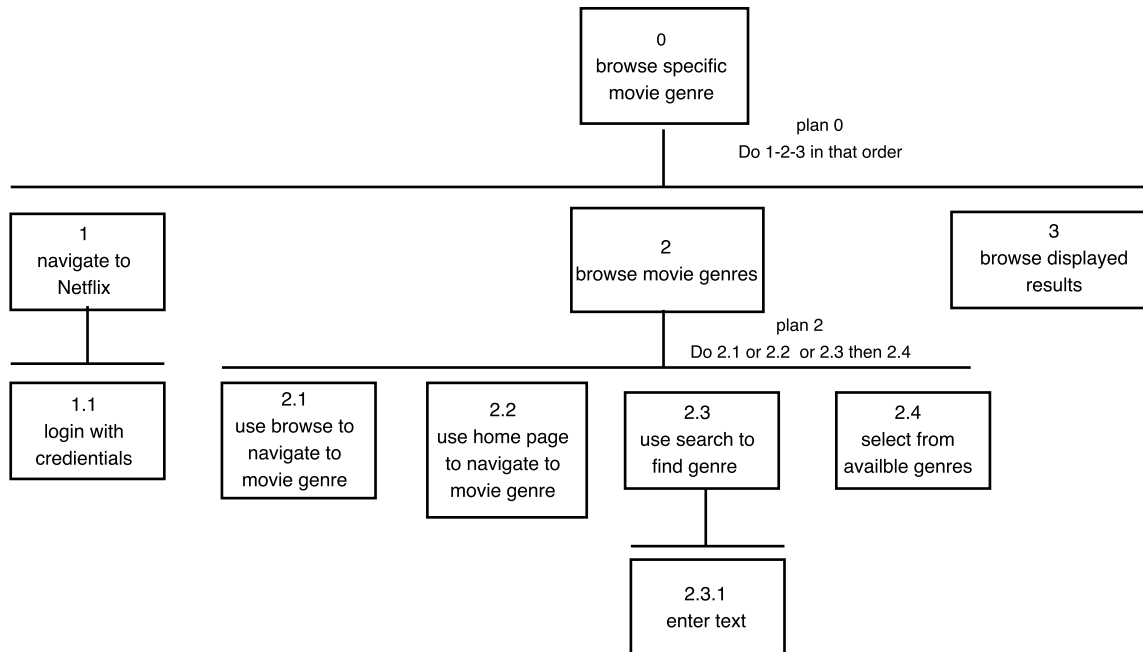 0
browse specific
movie genre
plan 0
Do 1-2-3 in that order
1
navigate to
Netflix
2
browse movie genres
3
browse displayed
results
plan 2
Do 2.1 or 2.2 or 2.3 then 2.4
1.1
login with
credientials
2.1
use browse to
navigate to
movie genre
2.2
use home page
to navigate to
movie genre
2.3
use search to
find genre
2.4
select from
availble genres
2.3.1
enter text